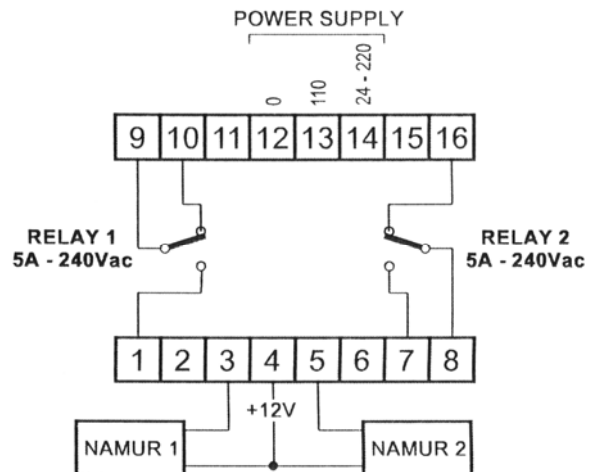 POWER SUPPLY
0 110 24 - 220
9 10 11 12 13 14 15 16
RELAY 1
5A - 240Vac
RELAY 2
5A - 240Vac
1 2 3 4 5 6 7 8
+12V
NAMUR 1
NAMUR 2